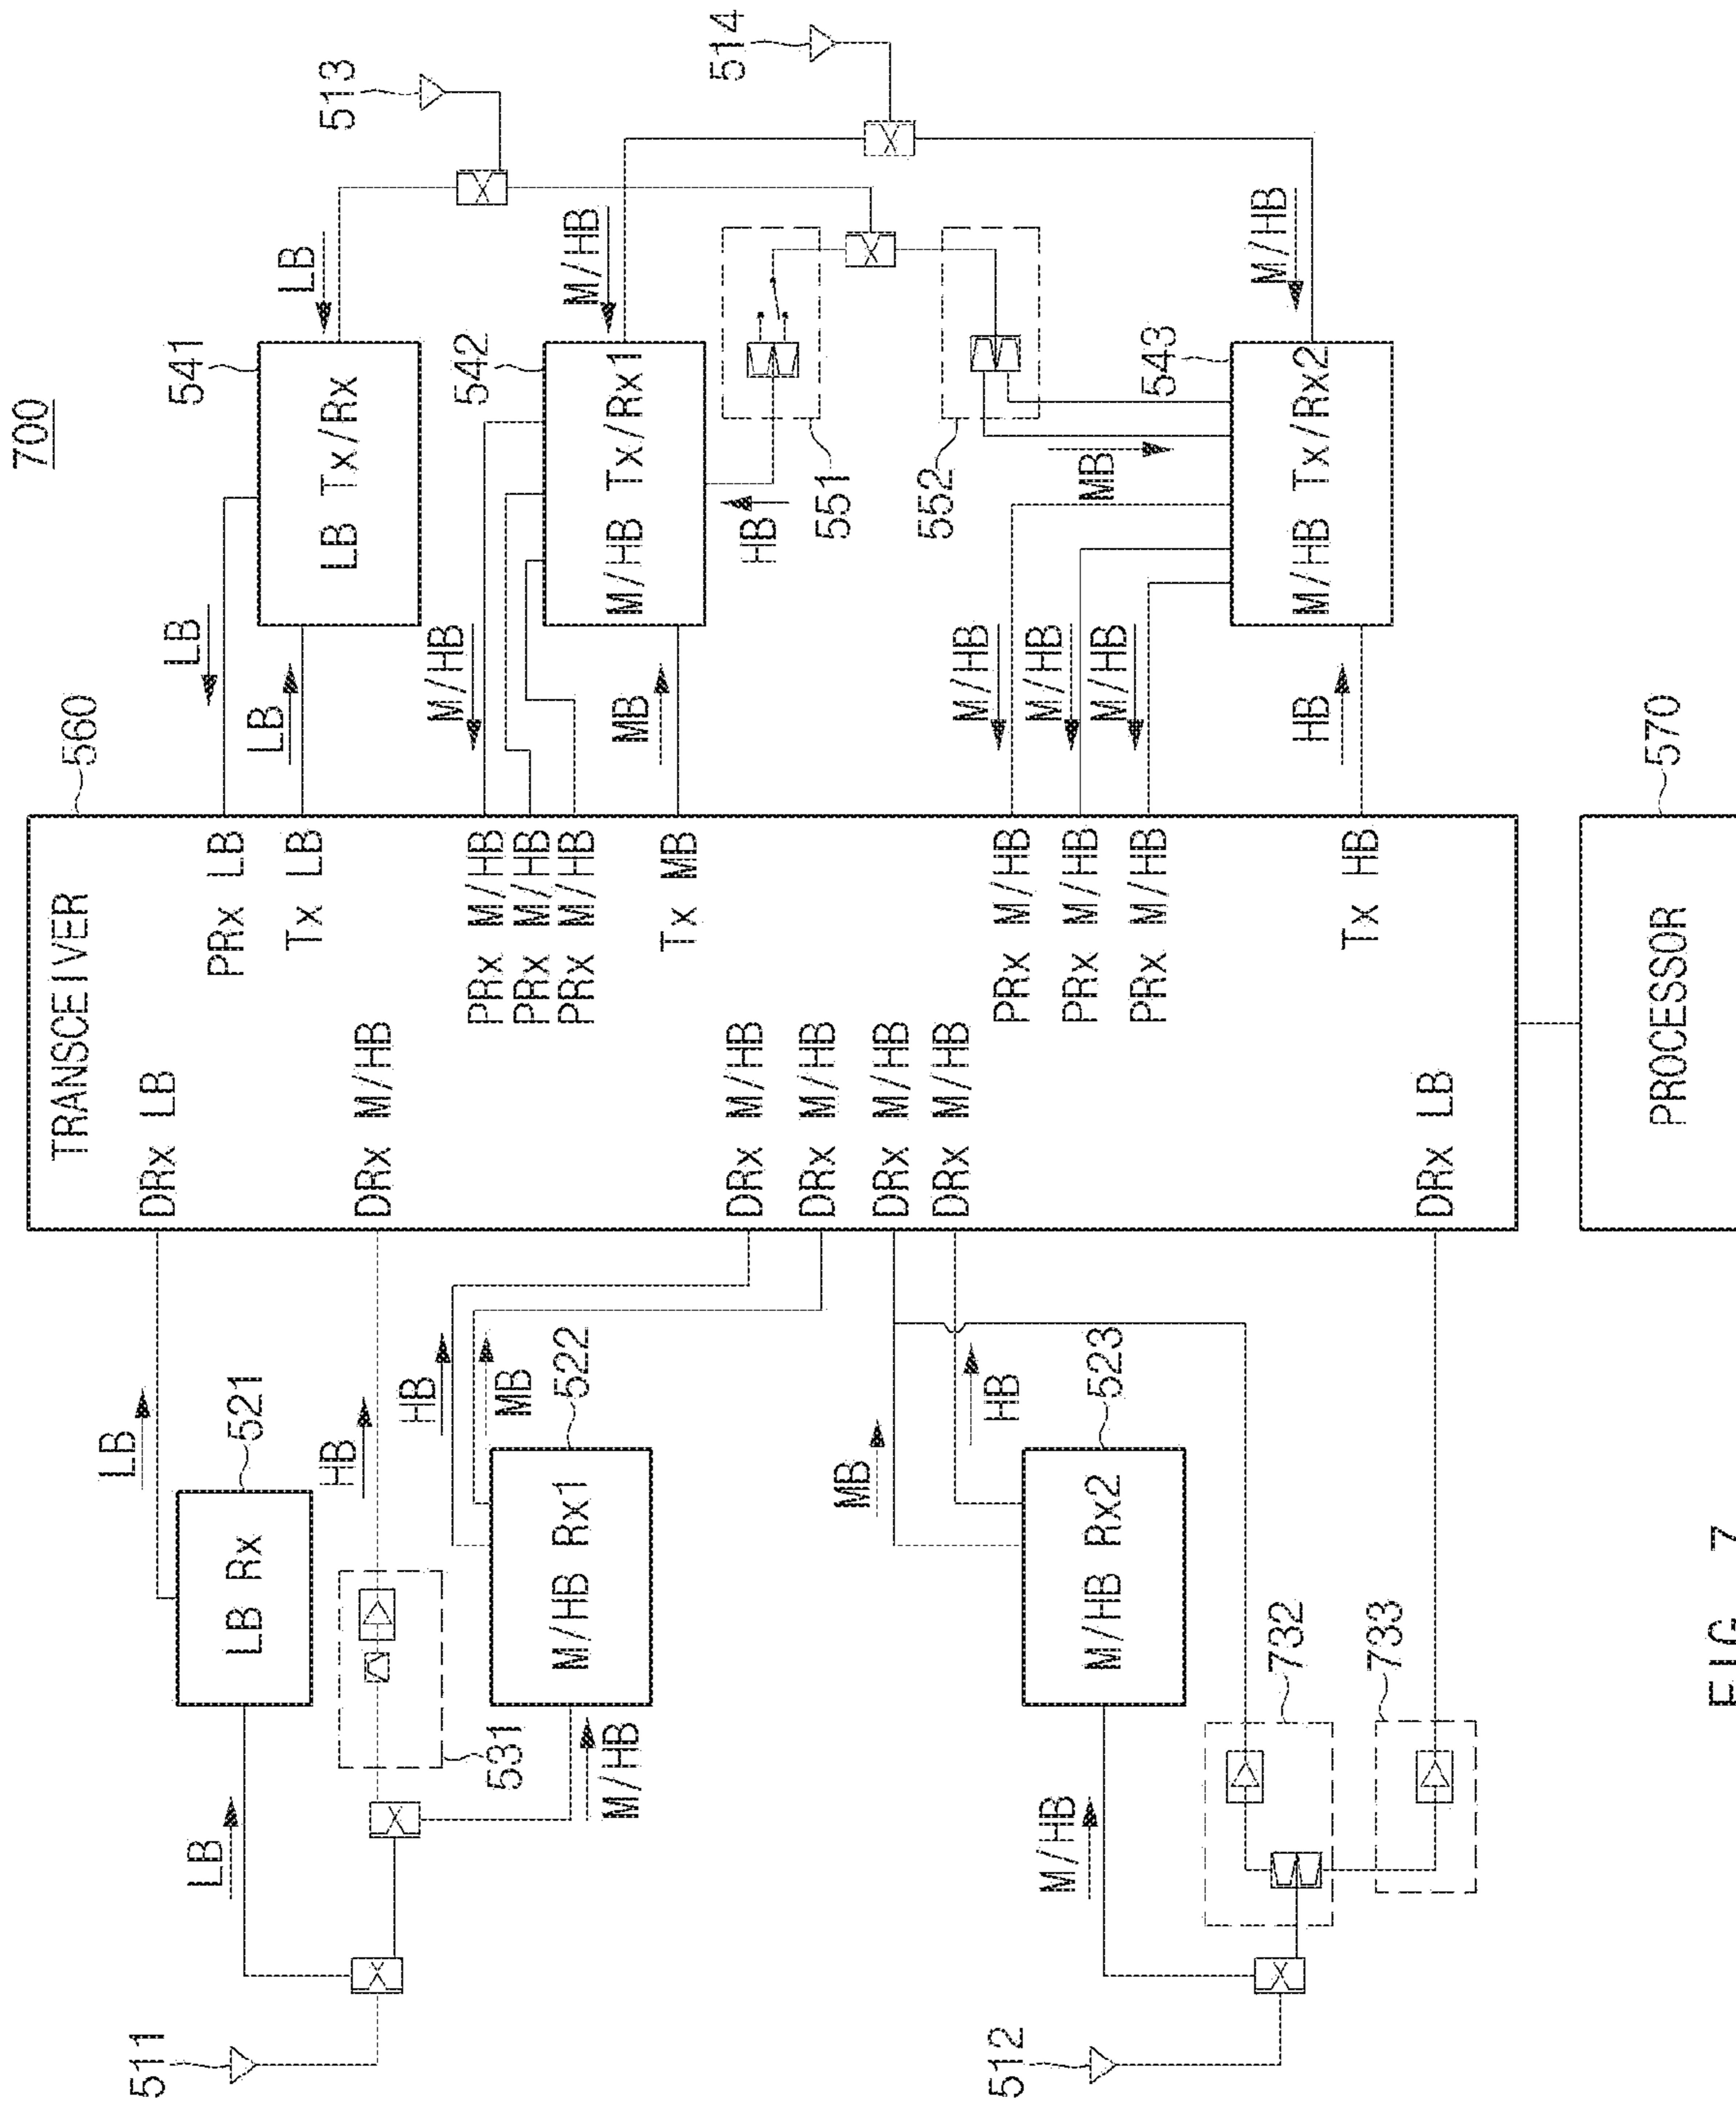 700
511
LB
LB Rx
521
LB
531
HB
M/HB
M/HB Rx1
522
HB
MB
512
M/HB
M/HB Rx2
523
MB
HB
732
733
TRANSCEIVER
560
DRx LB
DRx M/HB
DRx M/HB
DRx M/HB
DRx M/HB
DRx M/HB
DRx LB
PRx LB
Tx LB
PRx M/HB
PRx M/HB
PRx M/HB
Tx MB
PRx M/HB
PRx M/HB
PRx M/HB
Tx HB
PROCESSOR
570
LB
LB
LB Tx/Rx
541
LB
513
M/HB
MB
M/HB Tx/Rx1
542
M/HB
HB
551
552
514
M/HB
M/HB
M/HB
MB
HB
M/HB Tx/Rx2
543
M/HB
FIG. 7